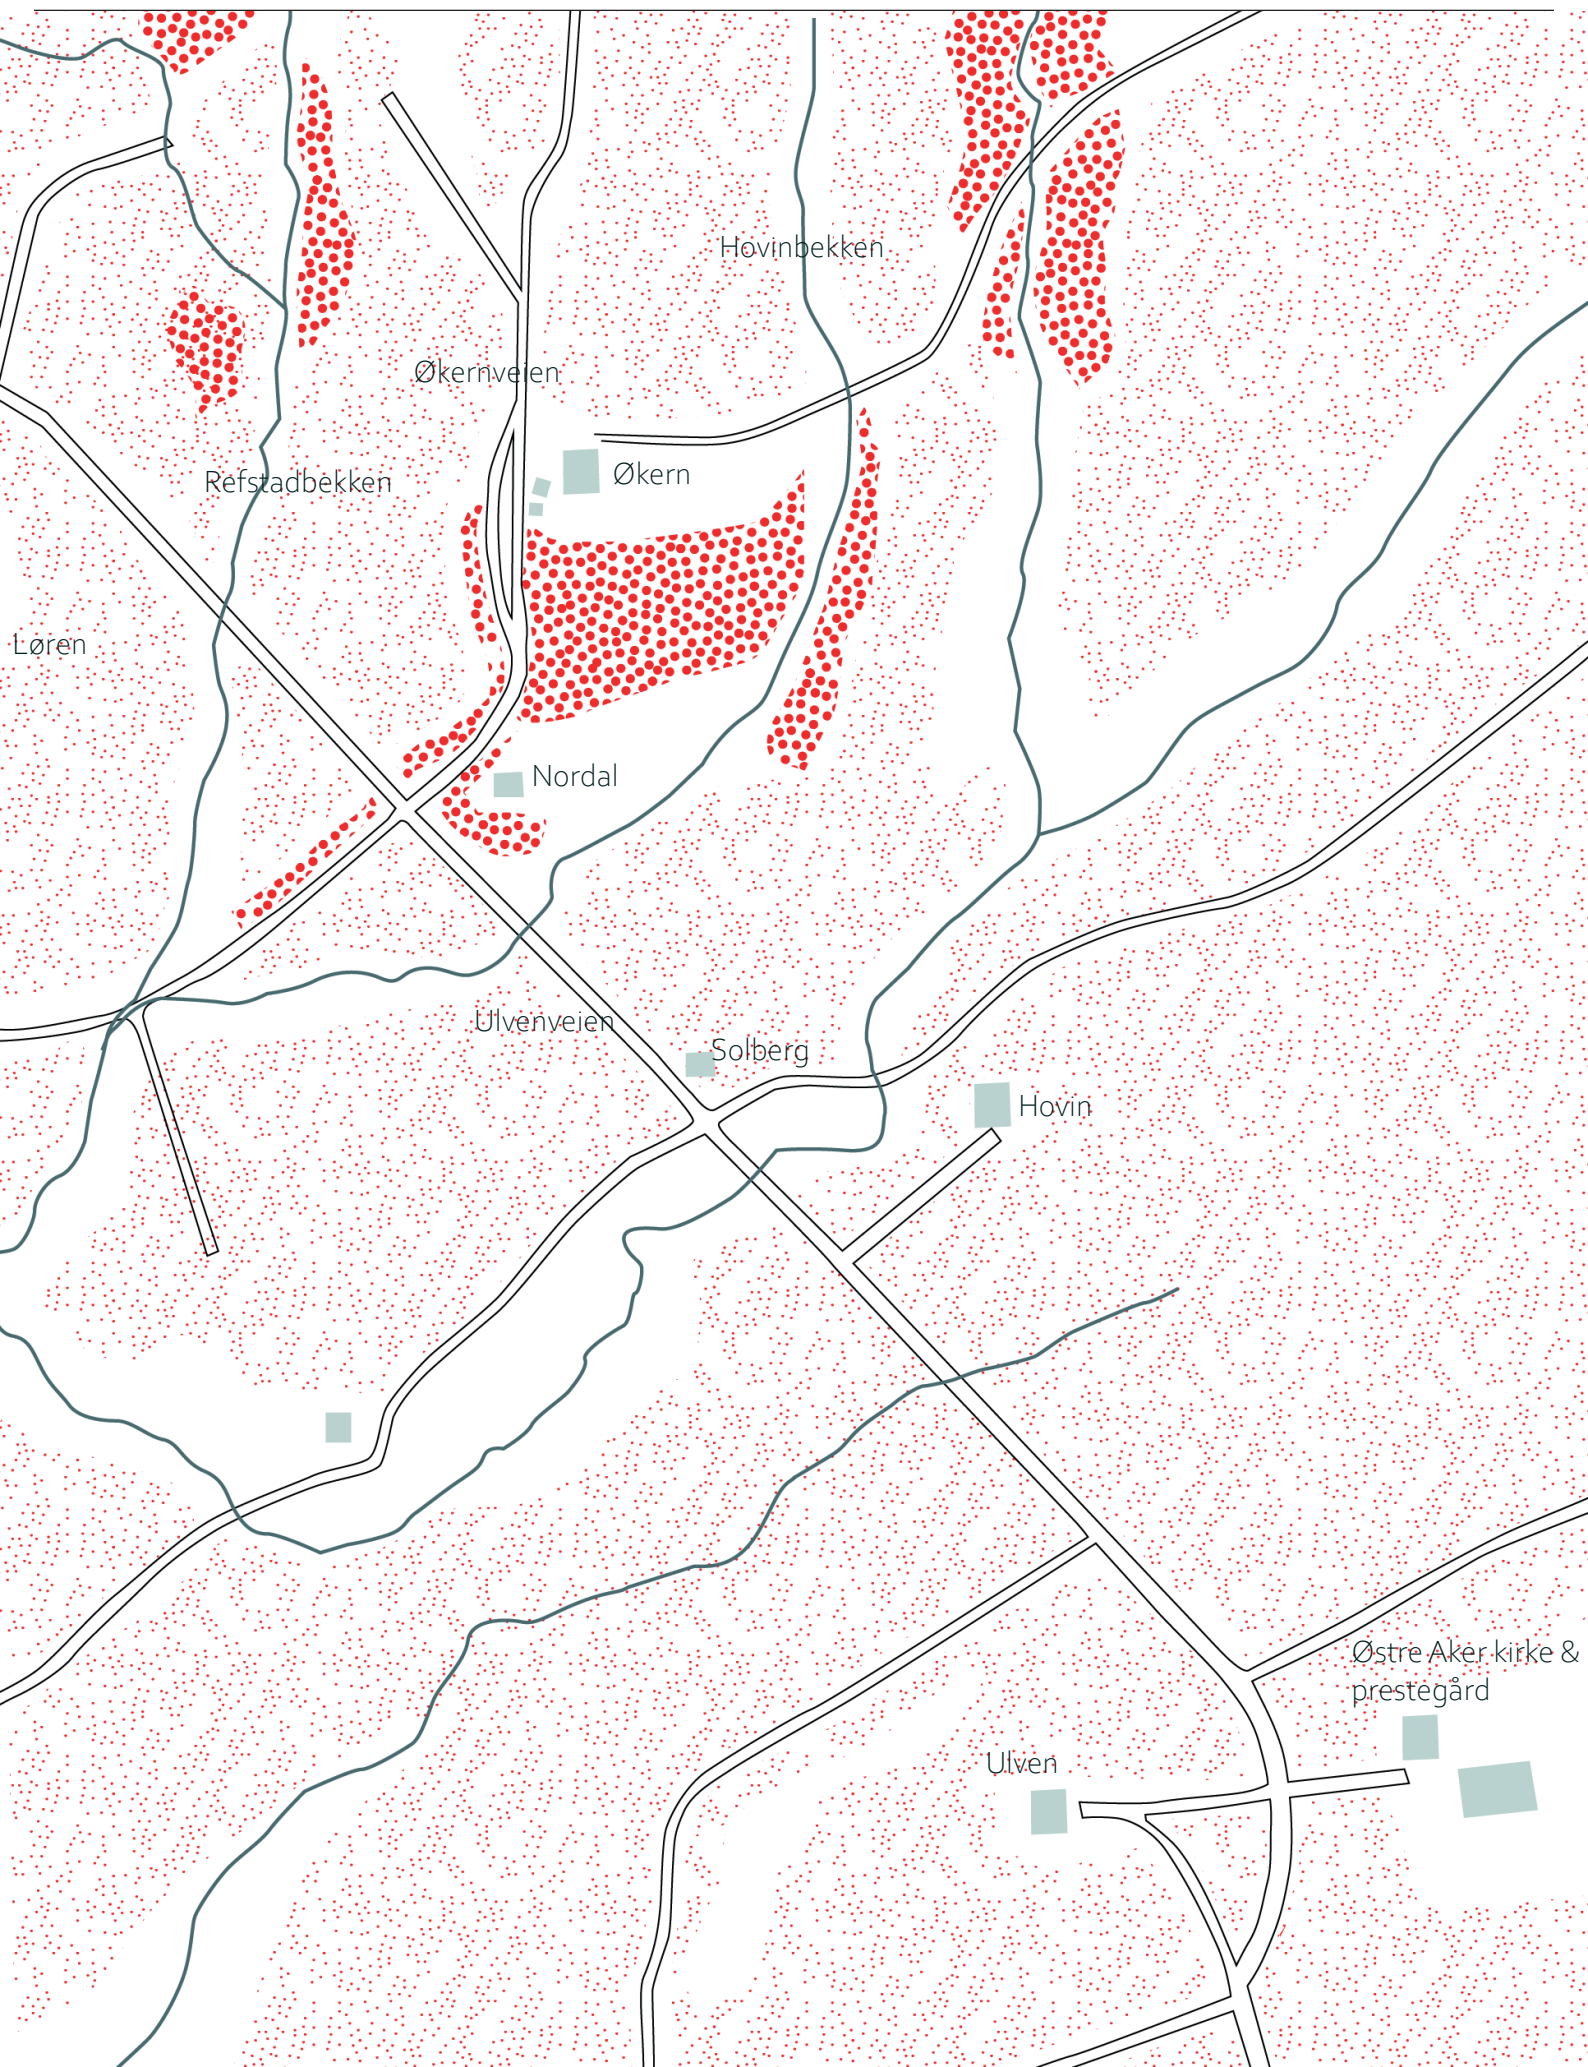 Hovinbekken
Økernveien
Økern
Refstadbekken
Løren
Nordal
Ulvenveien
Solberg
Hovin
Østre Aker kirke &
prestegård
Ulven